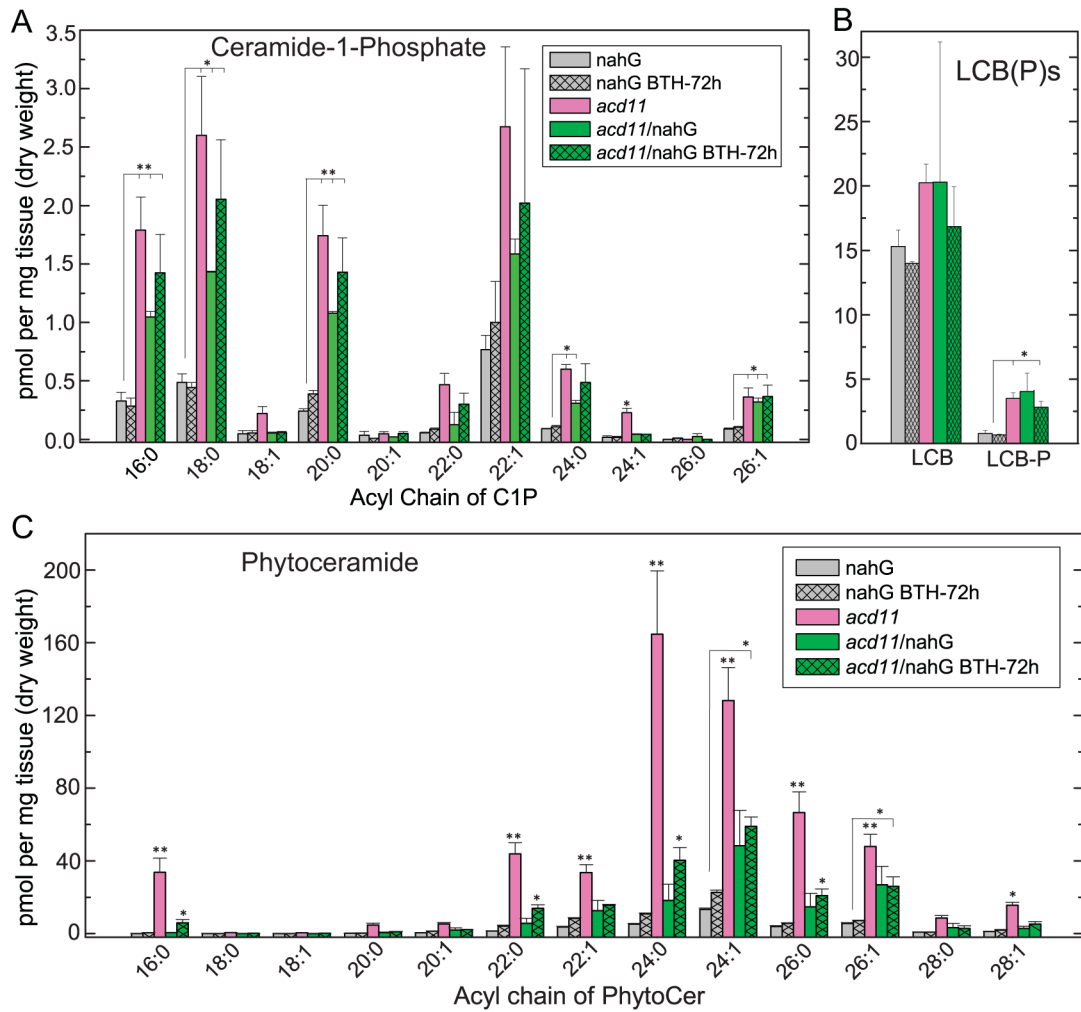 A
Ceramide-1-Phosphate
pmol per mg tissue (dry weight)
3.5
3.0
2.5
2.0
1.5
1.0
0.5
0.0
** * ** * * *
nahG
nahG BTH-72h
acd11
acd11/nahG
acd11/nahG BTH-72h
16:0 18:0 18:1 20:0 20:1 22:0 22:1 24:0 24:1 26:0 26:1
Acyl Chain of C1P
B
LCB(P)s
30
25
20
15
10
5
0
*
LCB LCB-P
C
Phytoceramide
pmol per mg tissue (dry weight)
200
160
120
80
40
0
** * ** * ** ** * ** * ** * ** * *
nahG
nahG BTH-72h
acd11
acd11/nahG
acd11/nahG BTH-72h
16:0 18:0 18:1 20:0 20:1 22:0 22:1 24:0 24:1 26:0 26:1 28:0 28:1
Acyl chain of PhytoCer